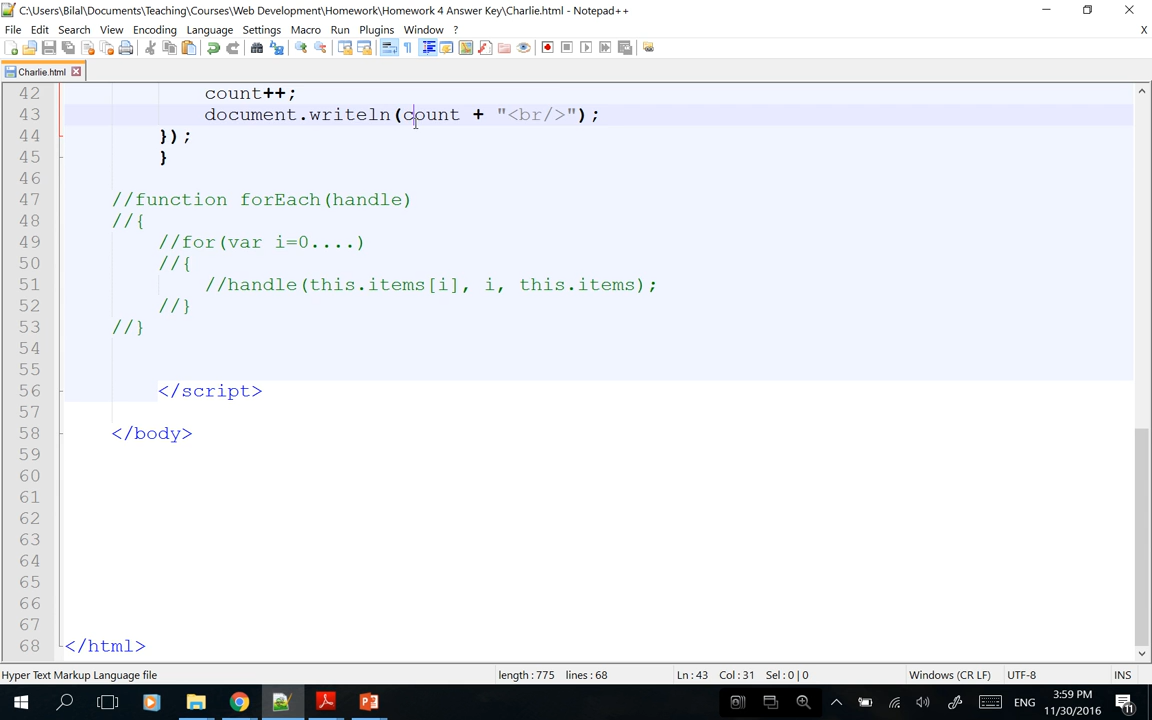 C:\Users\Bilal\Documents\Teaching\Courses\Web Development\Homework\Homework 4 Answer Key\Charlie.html - Notepad++
File Edit Search View Encoding Language Settings Macro Run Plugins Window ? X
Charlie.html
42 count++;
43 document.writeln(count + "<br/>");
44 });
45 }
46
47 //function forEach(handle)
48 //{
49 //for(var i=0....)
50 //{
51 //handle(this.items[i], i, this.items);
52 //}
53 //}
54
55
56 </script>
57
58 </body>
59
60
61
62
63
64
65
66
67
68 </html>
Hyper Text Markup Language file length : 775 lines : 68 Ln : 43 Col : 31 Sel : 0 | 0 Windows (CR LF) UTF-8 INS
ENG 3:59 PM
11/30/2016 11